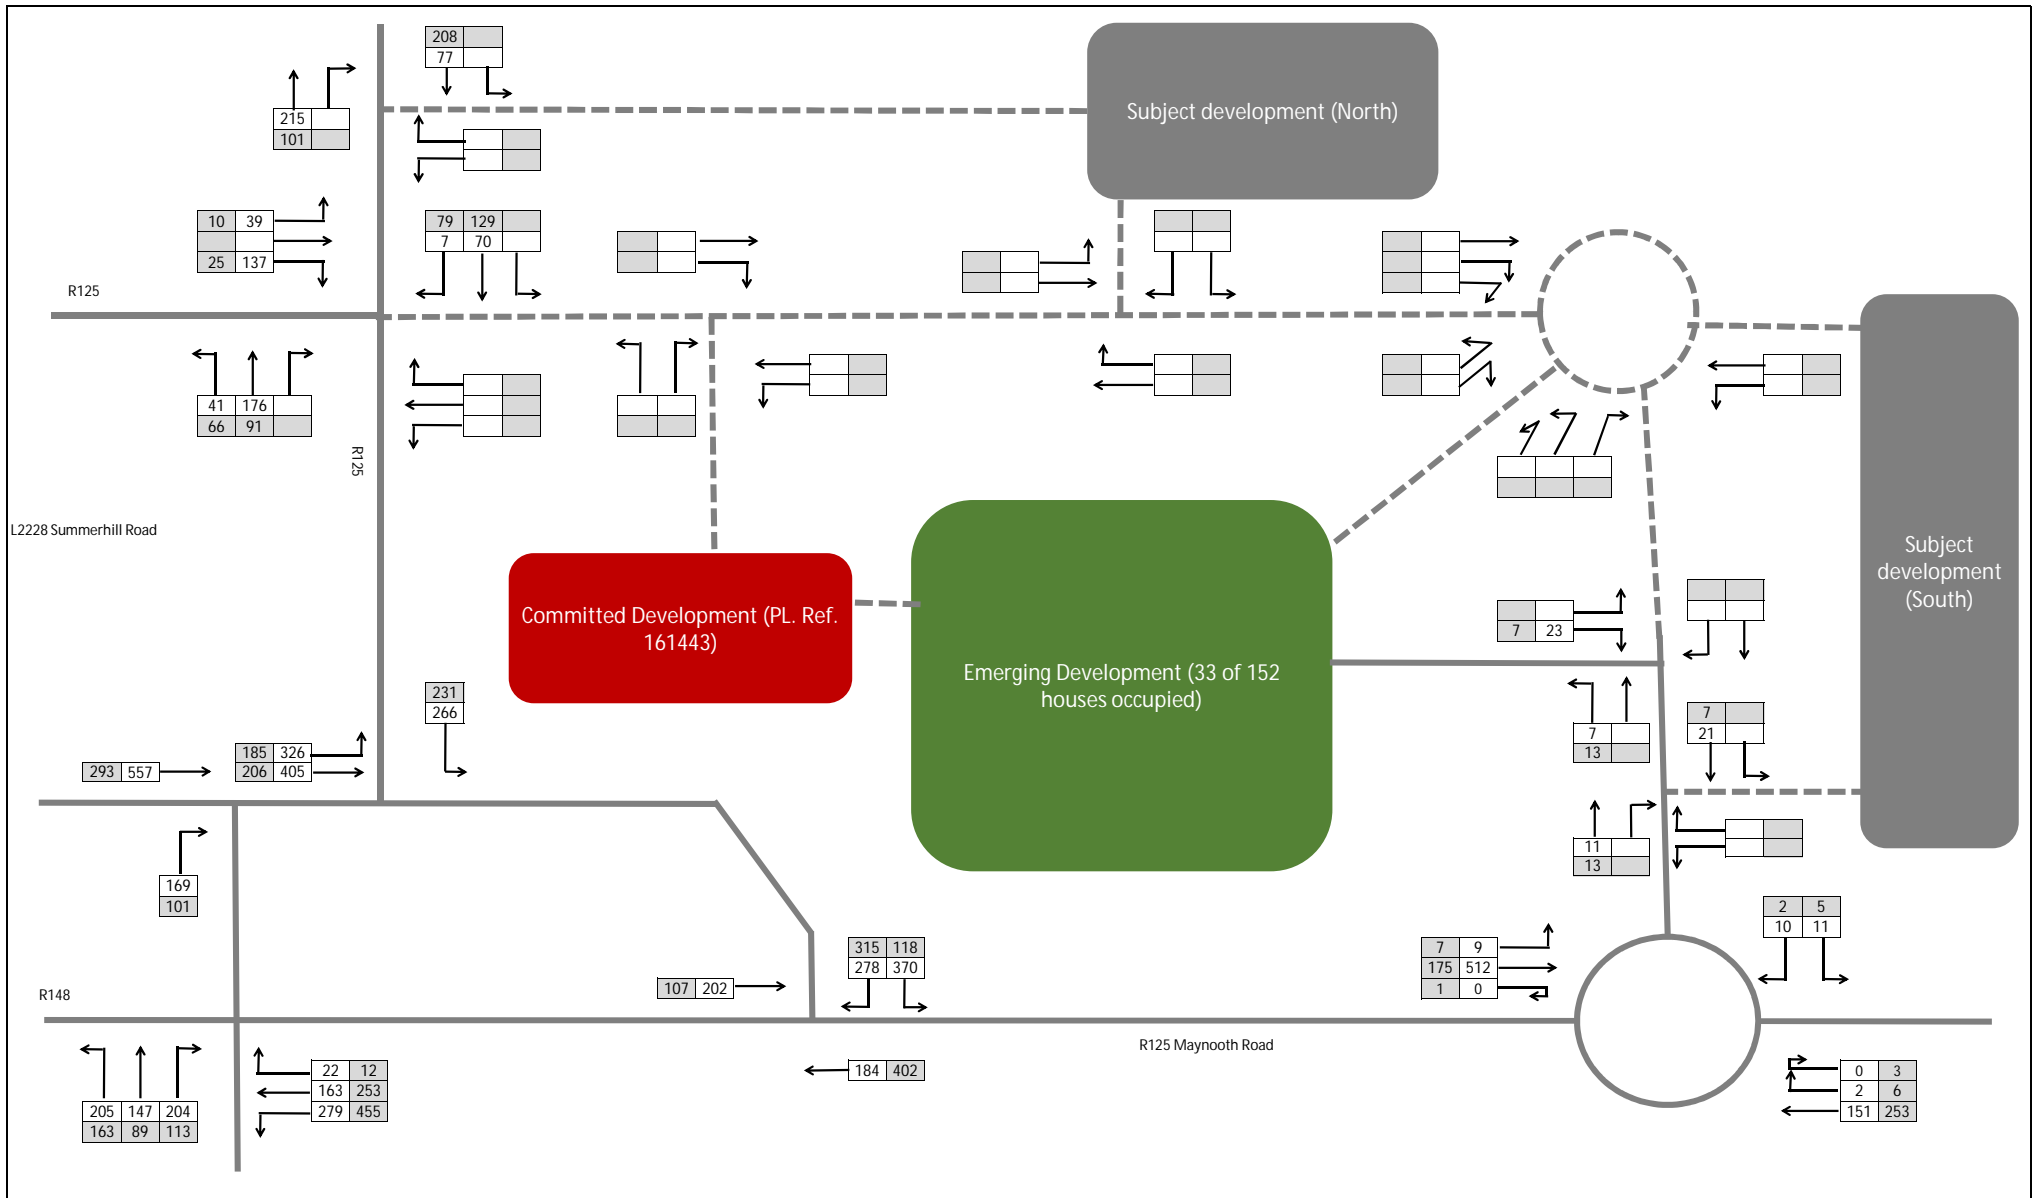 208
77
215
101
Subject development (North)
10 39
25 137
79 129
7 70
R125
41 176
66 91
R125
L2228 Summerhill Road
Committed Development (PL. Ref.
161443)
Emerging Development (33 of 152
houses occupied)
Subject
development
(South)
7 23
7
13
7
21
231
266
293 557
185 326
206 405
11
13
169
101
2 5
10 11
315 118
278 370
7 9
175 512
1 0
107 202
R148
R125 Maynooth Road
184 402
22 12
163 253
279 455
205 147 204
163 89 113
0 3
2 6
151 253